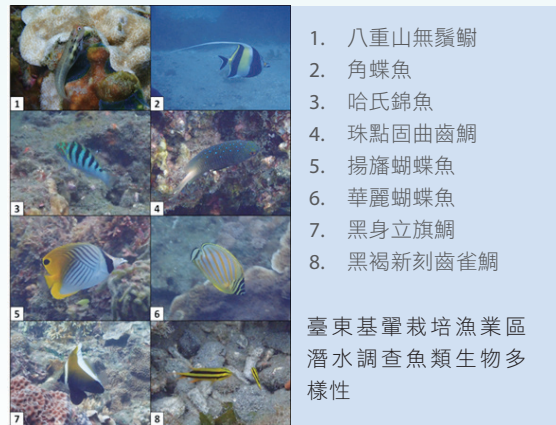 1
2
3
4
5
6
7
8
1. 八重山無鬚䲁
2. 角蝶魚
3. 哈氏錦魚
4. 珠點固曲齒鯛
5. 揚旛蝴蝶魚
6. 華麗蝴蝶魚
7. 黑身立旗鯛
8. 黑褐新刻齒雀鯛
臺東基翬栽培漁業區
潛水調查魚類生物多
樣性